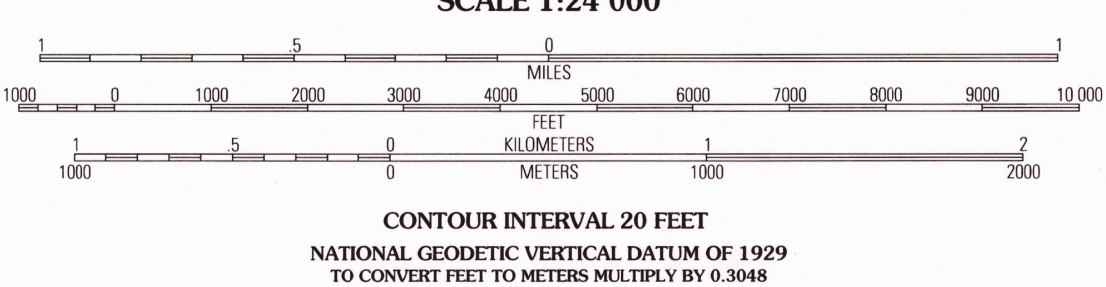 SCALE 1:24 000
1 .5 0 1
MILES
1000 0 1000 2000 3000 4000 5000 6000 7000 8000 9000 10 000
FEET
1 .5 0 KILOMETERS 1 2
1000 0 METERS 1000 2000
CONTOUR INTERVAL 20 FEET
NATIONAL GEODETIC VERTICAL DATUM OF 1929
TO CONVERT FEET TO METERS MULTIPLY BY 0.3048